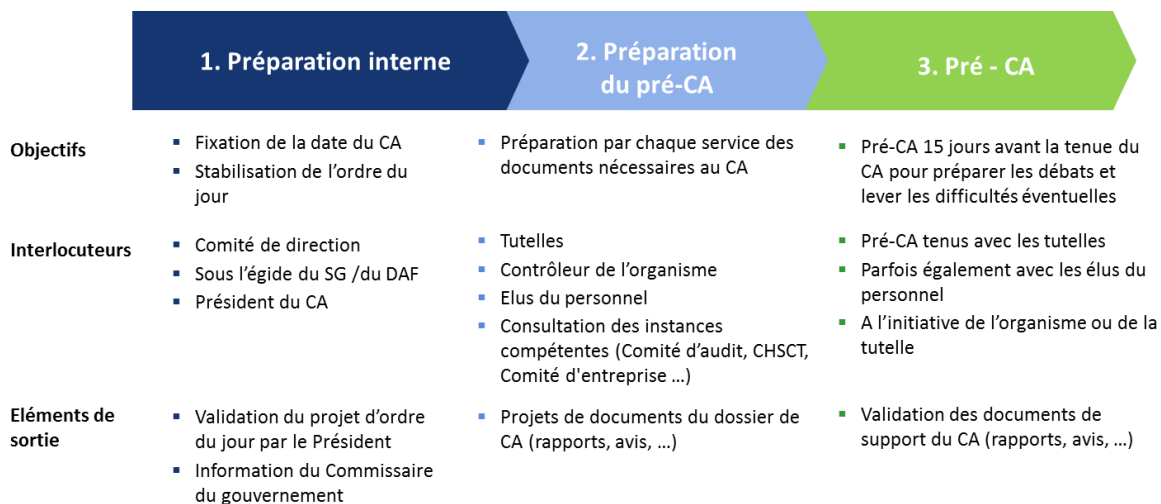 1. Préparation interne
2. Préparation
du pré-CA
3. Pré - CA
Objectifs
▪ Fixation de la date du CA
▪ Stabilisation de l'ordre du
jour
▪ Préparation par chaque service des
documents nécessaires au CA
▪ Pré-CA 15 jours avant la tenue du
CA pour préparer les débats et
lever les difficultés éventuelles
Interlocuteurs
▪ Comité de direction
▪ Sous l'égide du SG /du DAF
▪ Président du CA
▪ Tutelles
▪ Contrôleur de l'organisme
▪ Elus du personnel
▪ Consultation des instances
compétentes (Comité d'audit, CHSCT,
Comité d'entreprise …)
▪ Pré-CA tenus avec les tutelles
▪ Parfois également avec les élus du
personnel
▪ A l'initiative de l'organisme ou de la
tutelle
Eléments de
sortie
▪ Validation du projet d'ordre
du jour par le Président
▪ Information du Commissaire
du gouvernement
▪ Projets de documents du dossier de
CA (rapports, avis, …)
▪ Validation des documents de
support du CA (rapports, avis, …)